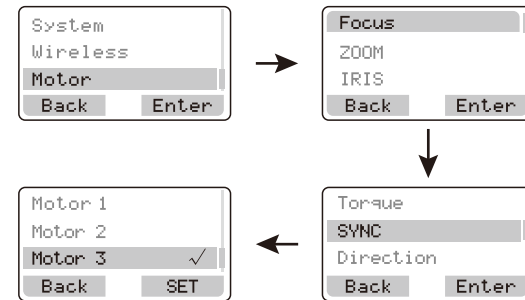 System
Wireless
Motor
Back Enter
Focus
ZOOM
IRIS
Back Enter
Torque
SYNC
Direction
Back Enter
Motor 1
Motor 2
Motor 3 √
Back SET